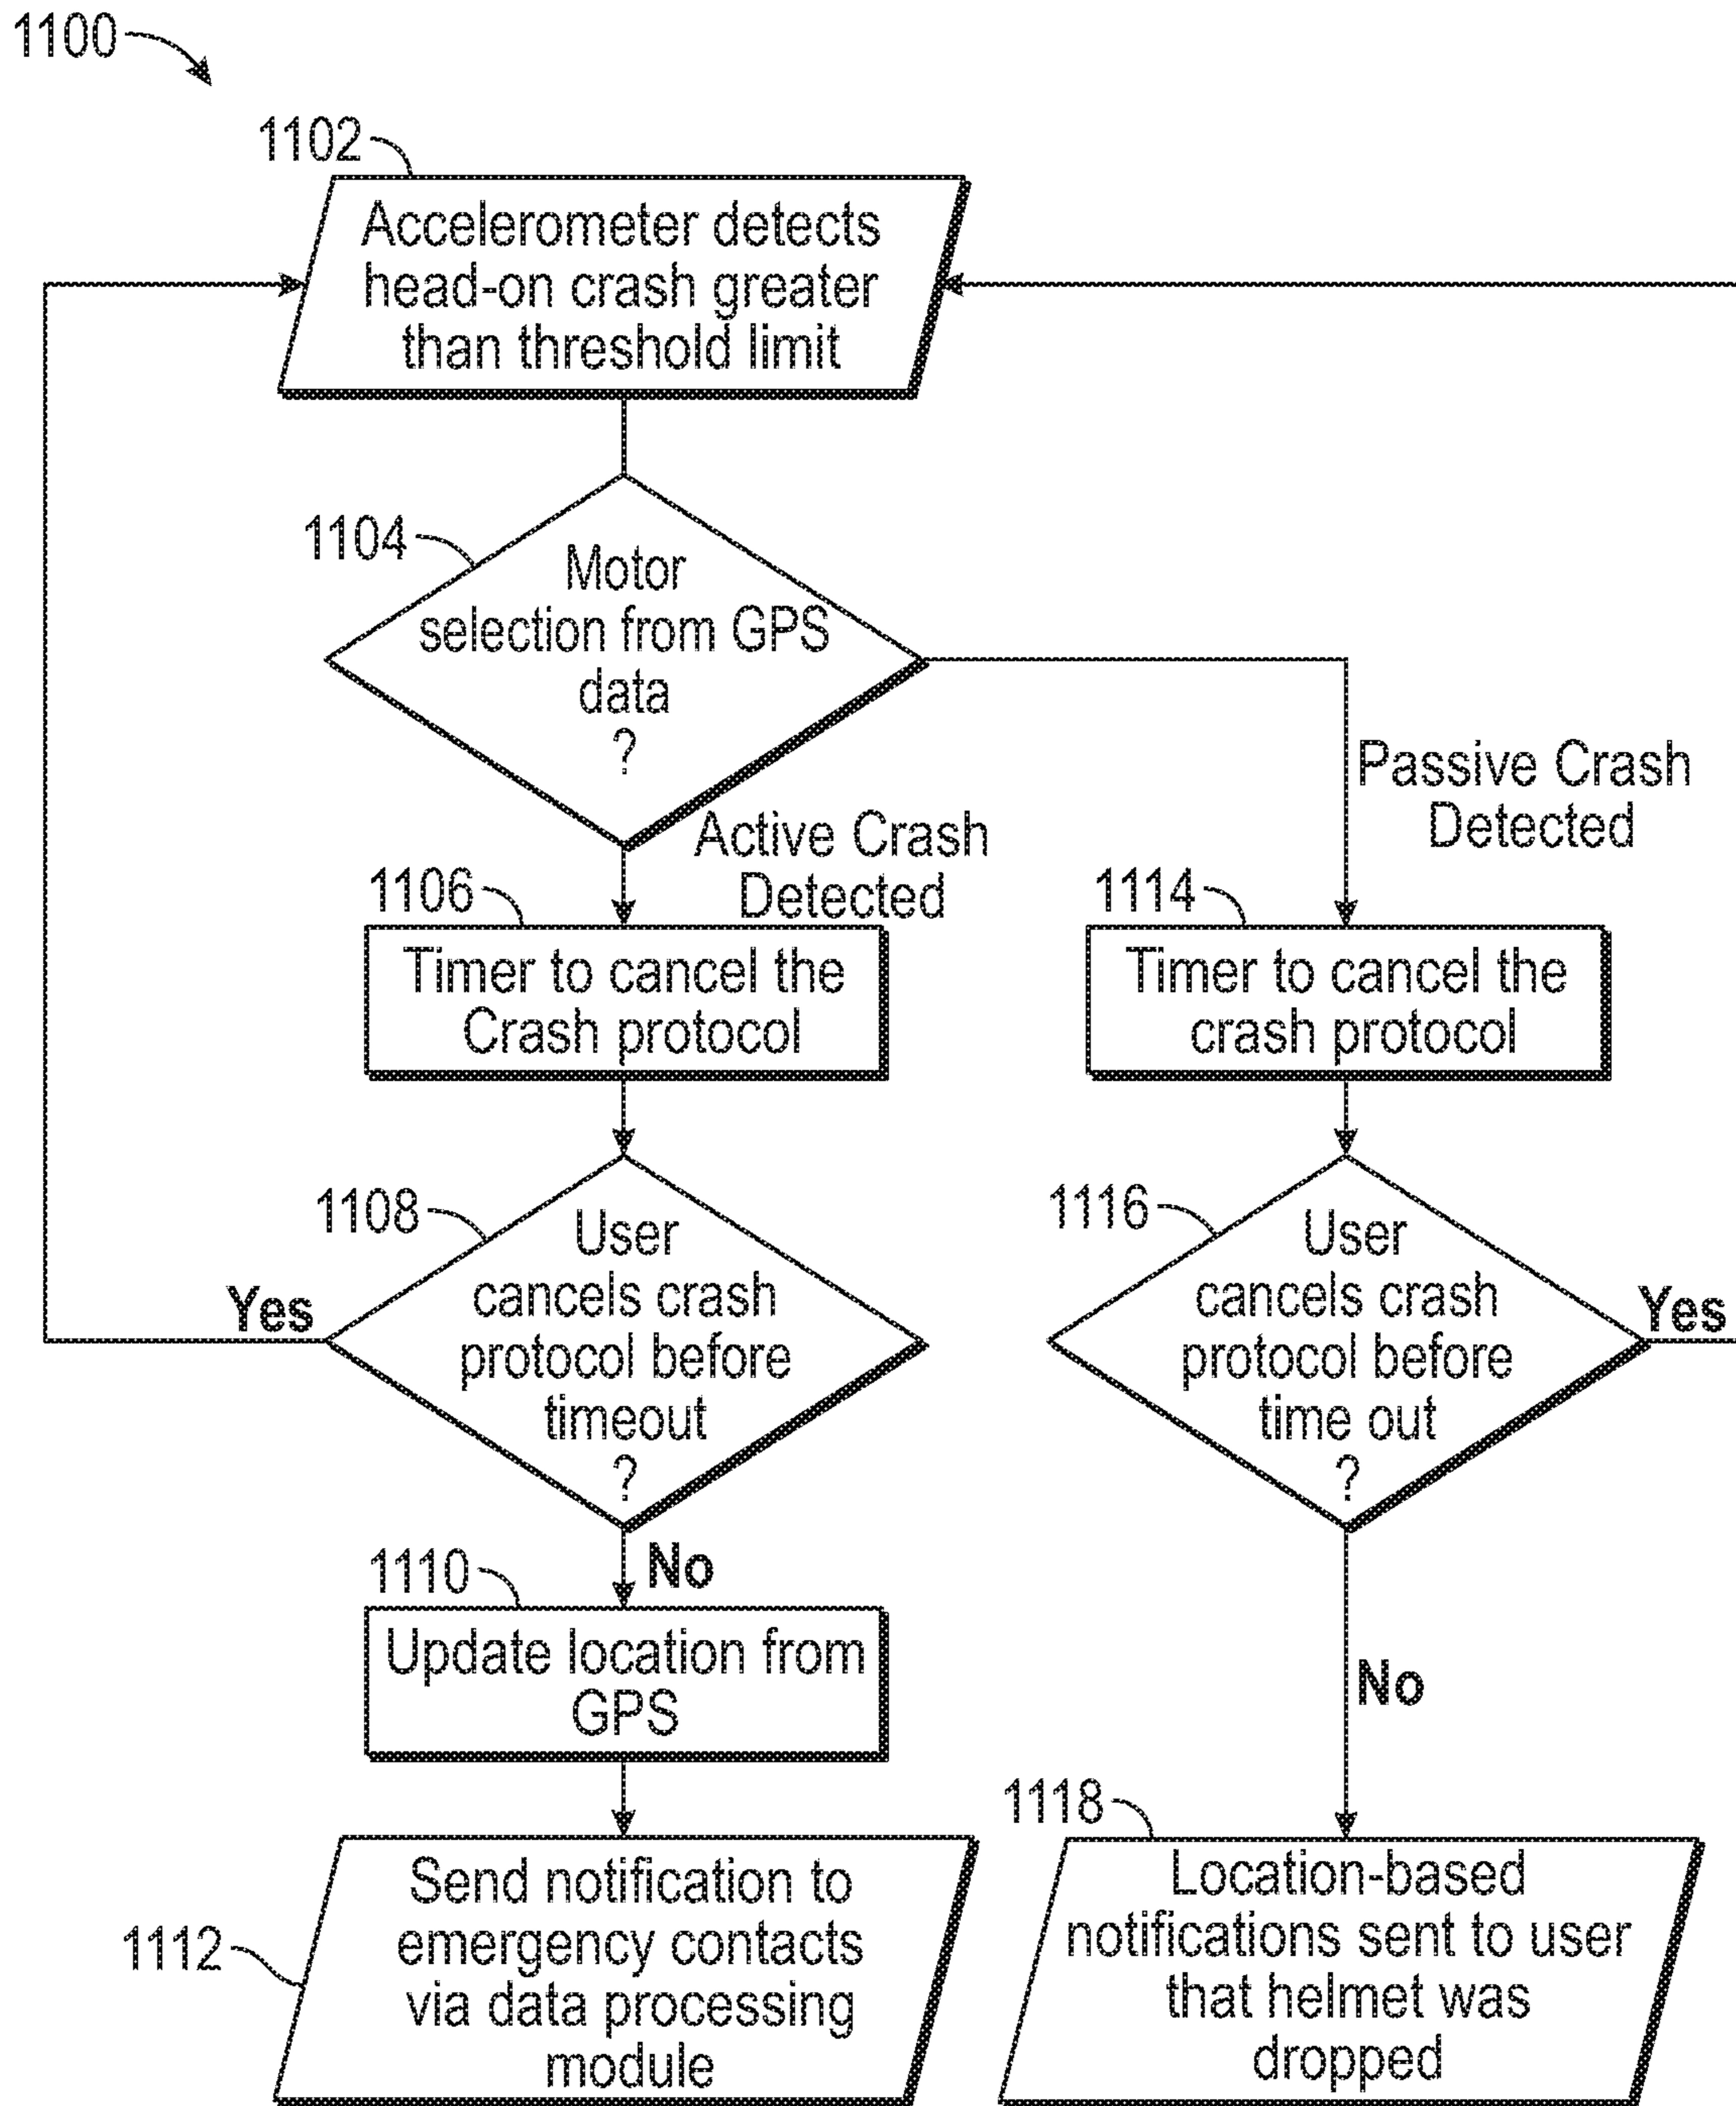 1100
1102
Accelerometer detects
head-on crash greater
than threshold limit
1104
Motor
selection from GPS
data
?
Passive Crash
Detected
Active Crash
Detected
1106
Timer to cancel the
Crash protocol
1114
Timer to cancel the
crash protocol
1108
User
cancels crash
protocol before
timeout
?
Yes
1116
User
cancels crash
protocol before
time out
?
Yes
No
1110
Update location from
GPS
No
1112
Send notification to
emergency contacts
via data processing
module
1118
Location-based
notifications sent to user
that helmet was
dropped